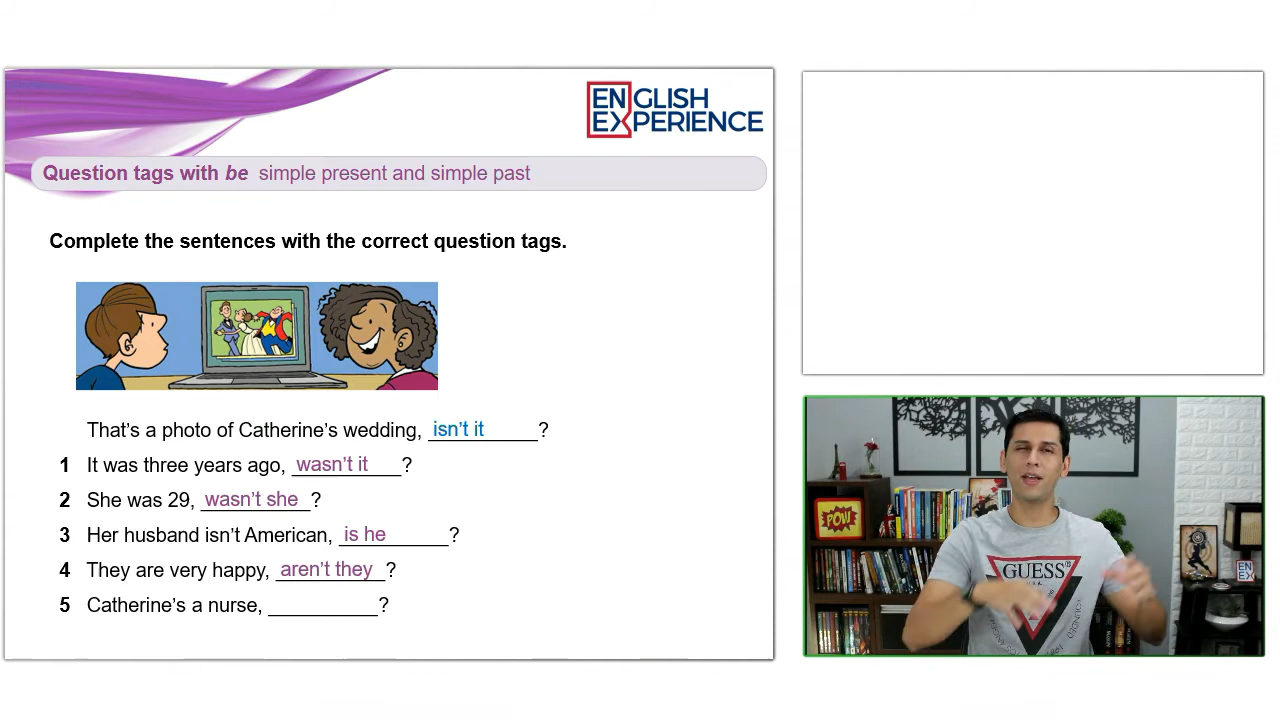 ENGLISH
EXPERIENCE
Question tags with be simple present and simple past
Complete the sentences with the correct question tags.
That's a photo of Catherine's wedding, isn't it?
1 It was three years ago, wasn't it?
2 She was 29, wasn't she?
3 Her husband isn't American, is he?
4 They are very happy, aren't they?
5 Catherine's a nurse, __________?
POW!
GUESS®
EN
EX